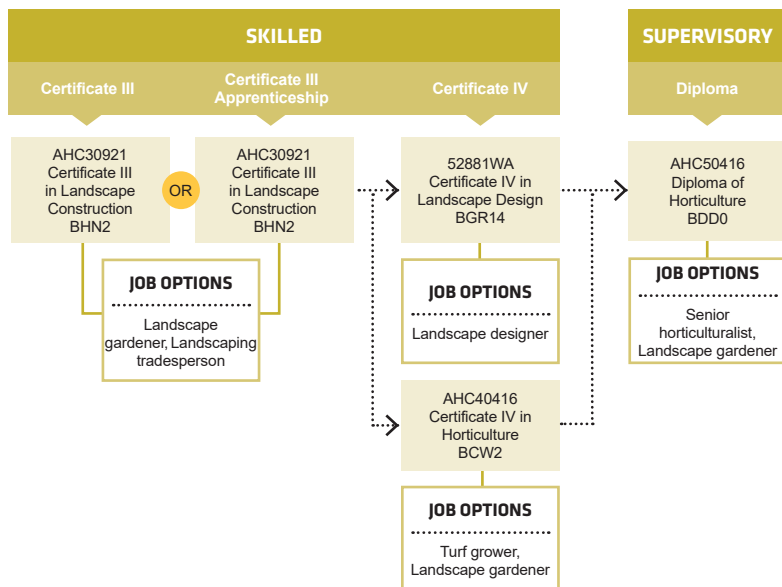 SKILLED
SUPERVISORY
Certificate III
Certificate III
Apprenticeship
Certificate IV
Diploma
AHC30921
Certificate III
in Landscape
Construction
BHN2
OR
AHC30921
Certificate III
in Landscape
Construction
BHN2
52881WA
Certificate IV in
Landscape Design
BGR14
AHC50416
Diploma of
Horticulture
BDD0
JOB OPTIONS
Landscape
gardener, Landscaping
tradesperson
JOB OPTIONS
Landscape designer
JOB OPTIONS
Senior
horticulturalist,
Landscape gardener
AHC40416
Certificate IV in
Horticulture
BCW2
JOB OPTIONS
Turf grower,
Landscape gardener